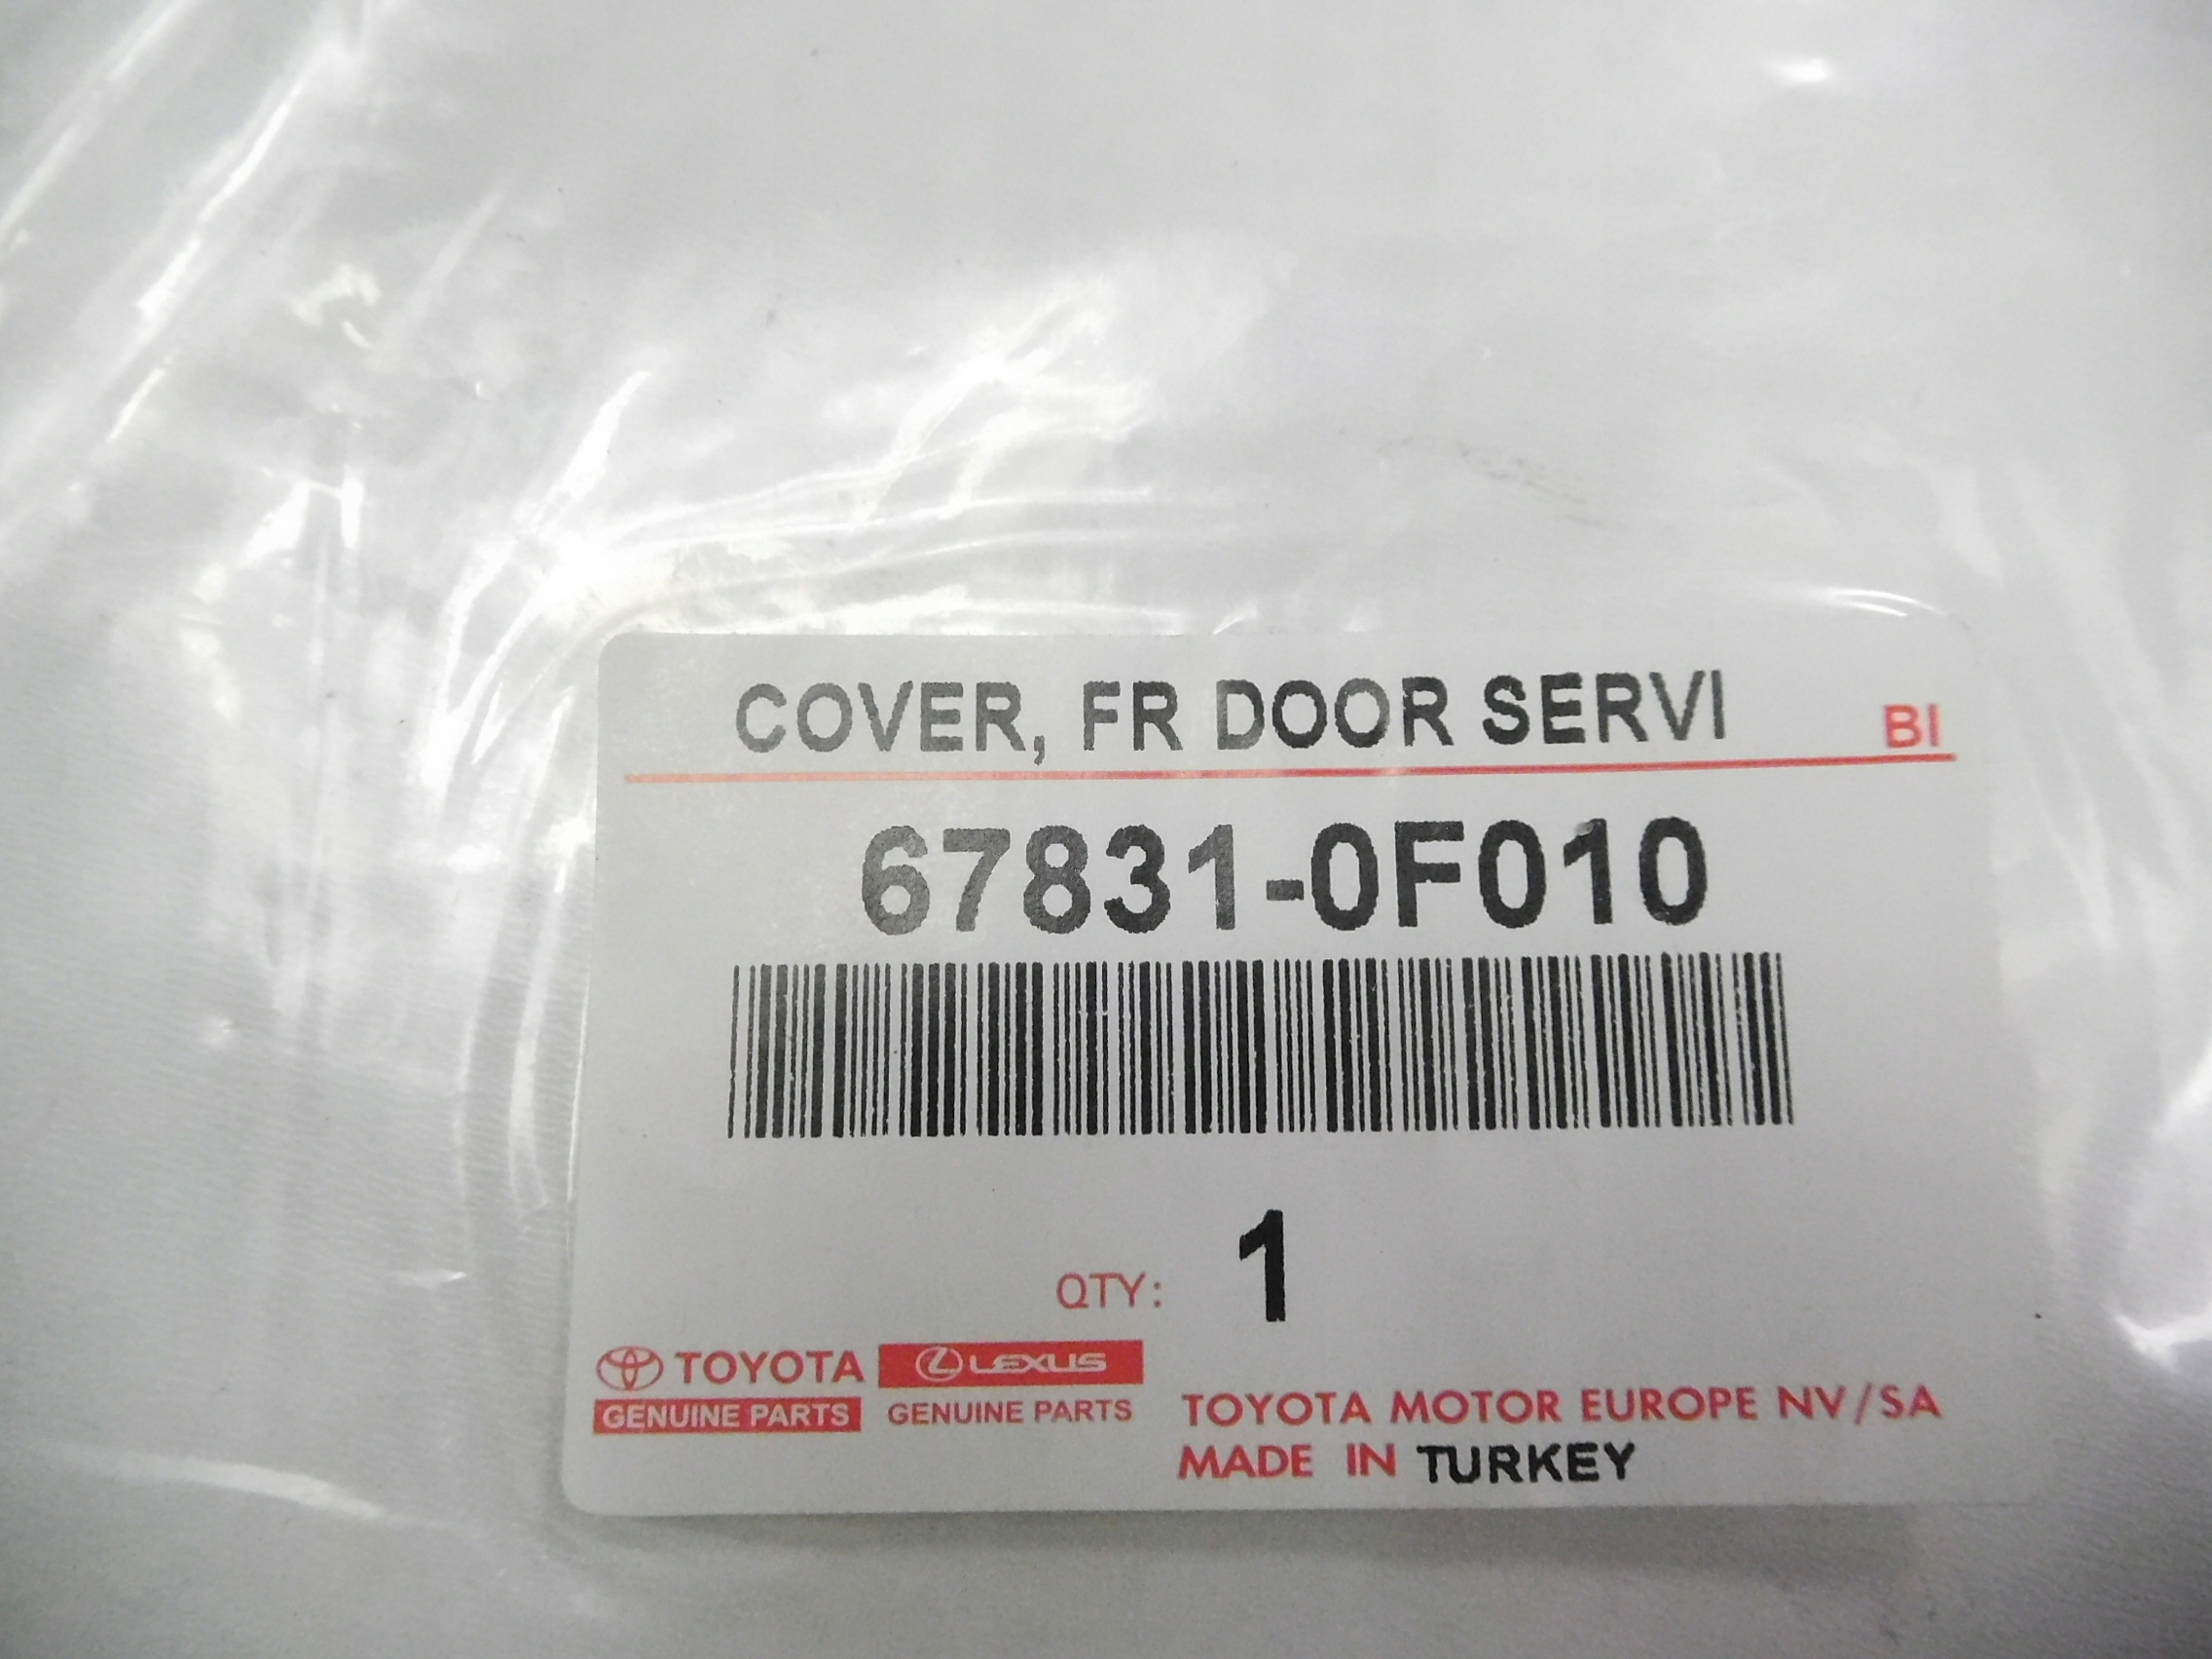 COVER, FR DOOR SERVI
BI
67831-0F010
QTY: 1
TOYOTA
GENUINE PARTS
LEXUS
GENUINE PARTS
TOYOTA MOTOR EUROPE NV/SA
MADE IN TURKEY